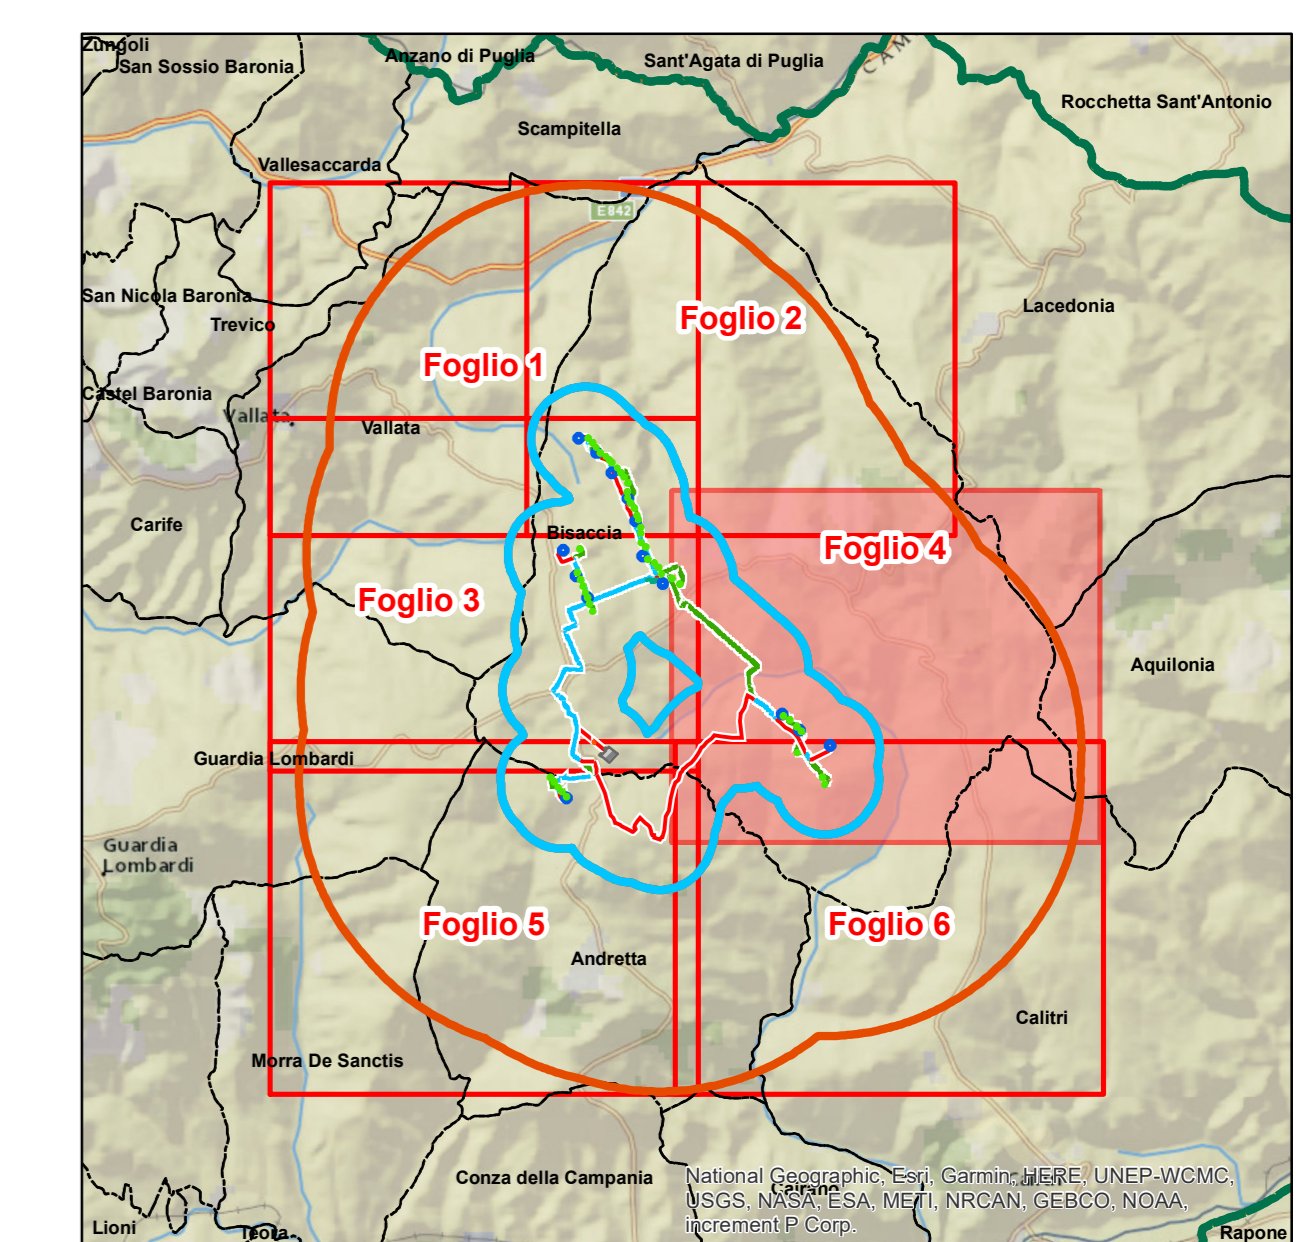 Zungoli
San Sossio Baronia
Anzano di Puglia
Sant'Agata di Puglia
CAM
Rocchetta Sant'Antonio
Scampitella
Vallesaccarda
E842
San Nicola Baronia
Trevico
Foglio 2
Lacedonia
Foglio 1
Castel Baronia
Vallata
Vallata
Carife
Bisaccia
Foglio 4
Foglio 3
Aquilonia
Guardia Lombardi
Guardia
Lombardi
Foglio 5
Foglio 6
Andretta
Calitri
Morra De Sanctis
Conza della Campania
National Geographic, Esri, Garmin, HERE, UNEP-WCMC,
USGS, NASA, ESA, METI, NRCAN, GEBCO, NOAA,
increment P Corp.
Cairano
Lioni
Teora
Rapone